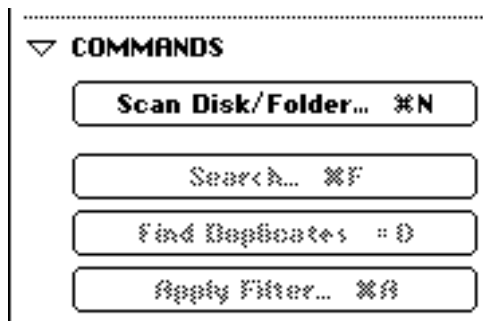 COMMANDS
Scan Disk/Folder… ⌘N
Search… ⌘F
Find Duplicates ⌘D
Apply Filter… ⌘A